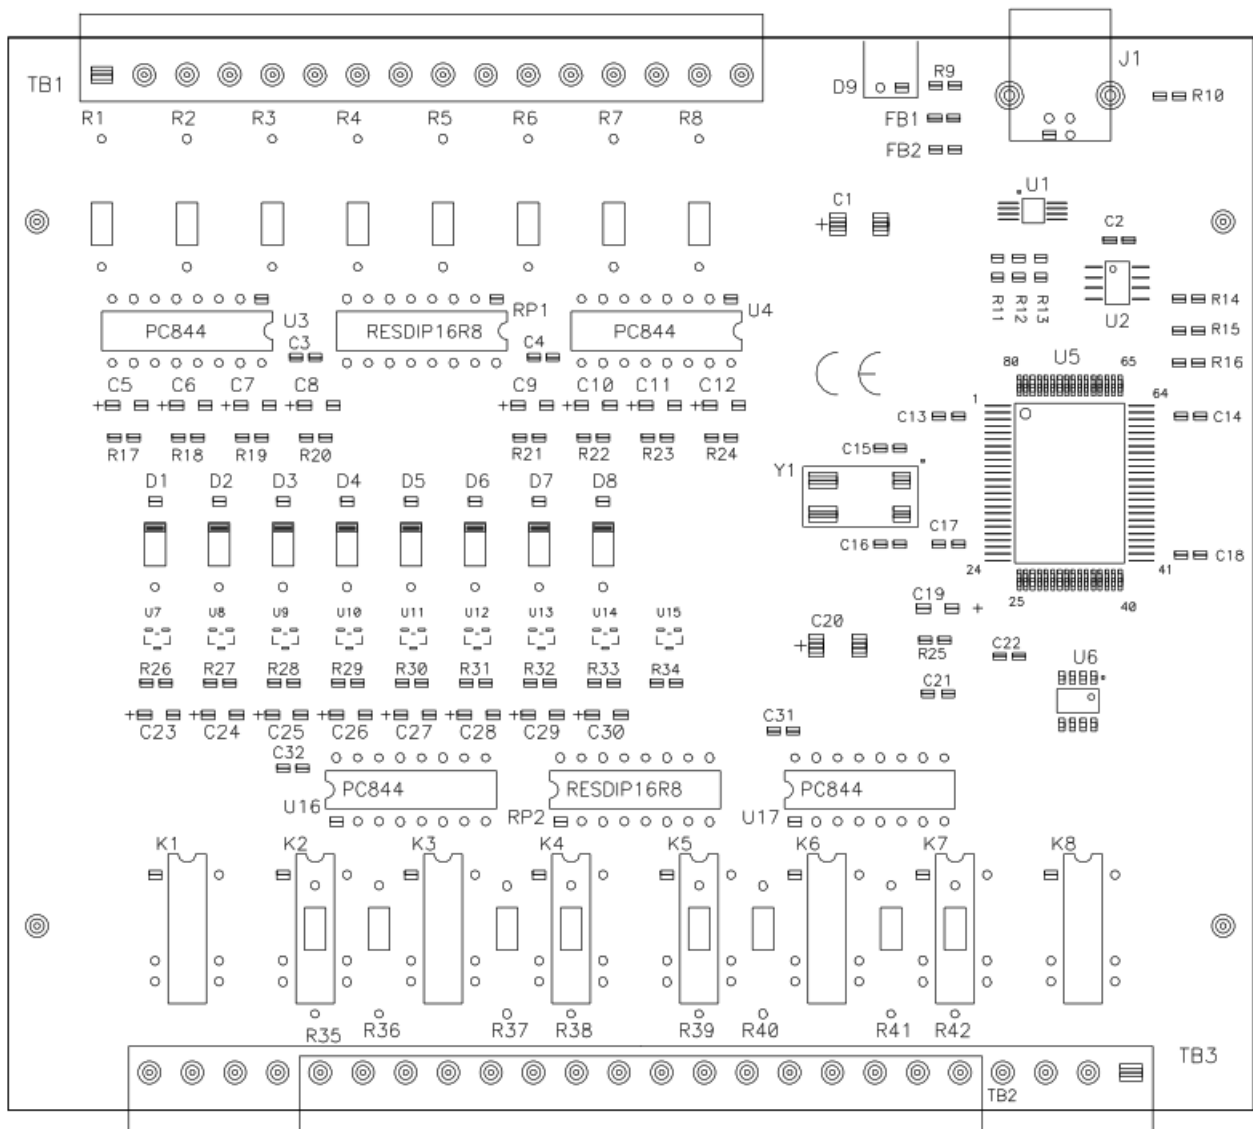 TB1
D9 R9 J1 R10
R1 R2 R3 R4 R5 R6 R7 R8 FB1
FB2
U1
C1 C2
R11 R12 R13 R14
PC844 U3 RESDIP16R8 RP1 PC844 U4 U2
C3 C4 R15
80 U5 65 R16
CE
C5 C6 C7 C8 C9 C10 C11 C12 1 64
C13 C14
R17 R18 R19 R20 R21 R22 R23 R24 C15
Y1
D1 D2 D3 D4 D5 D6 D7 D8
C16 C17 C18
24 41
25 40
C19
U7 U8 U9 U10 U11 U12 U13 U14 U15 C20
R25 C22
R26 R27 R28 R29 R30 R31 R32 R33 R34 U6
C21
C23 C24 C25 C26 C27 C28 C29 C30 C31
C32
U16 PC844 RP2 RESDIP16R8 U17 PC844
K1 K2 K3 K4 K5 K6 K7 K8
R35 R36 R37 R38 R39 R40 R41 R42
TB3
TB2